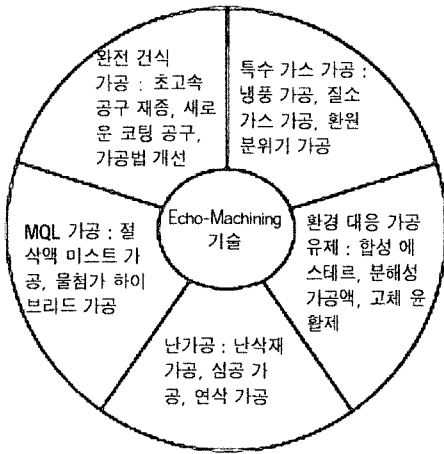 완전 건식
가공 : 초고속
공구 재종, 새로
운 코팅 공구,
가공법 개선
특수 가스 가공 :
냉풍 가공, 질소
가스 가공, 환원
분위기 가공
Echo-Machining
기술
MQL 가공 : 절
삭액 미스트 가
공, 물첨가 하이
브리드 가공
환경 대응 가공
유제 : 합성 에
스테르, 분해성
가공액, 고체 윤
활제
난가공 : 난삭재
가공, 심공 가
공, 연삭 가공